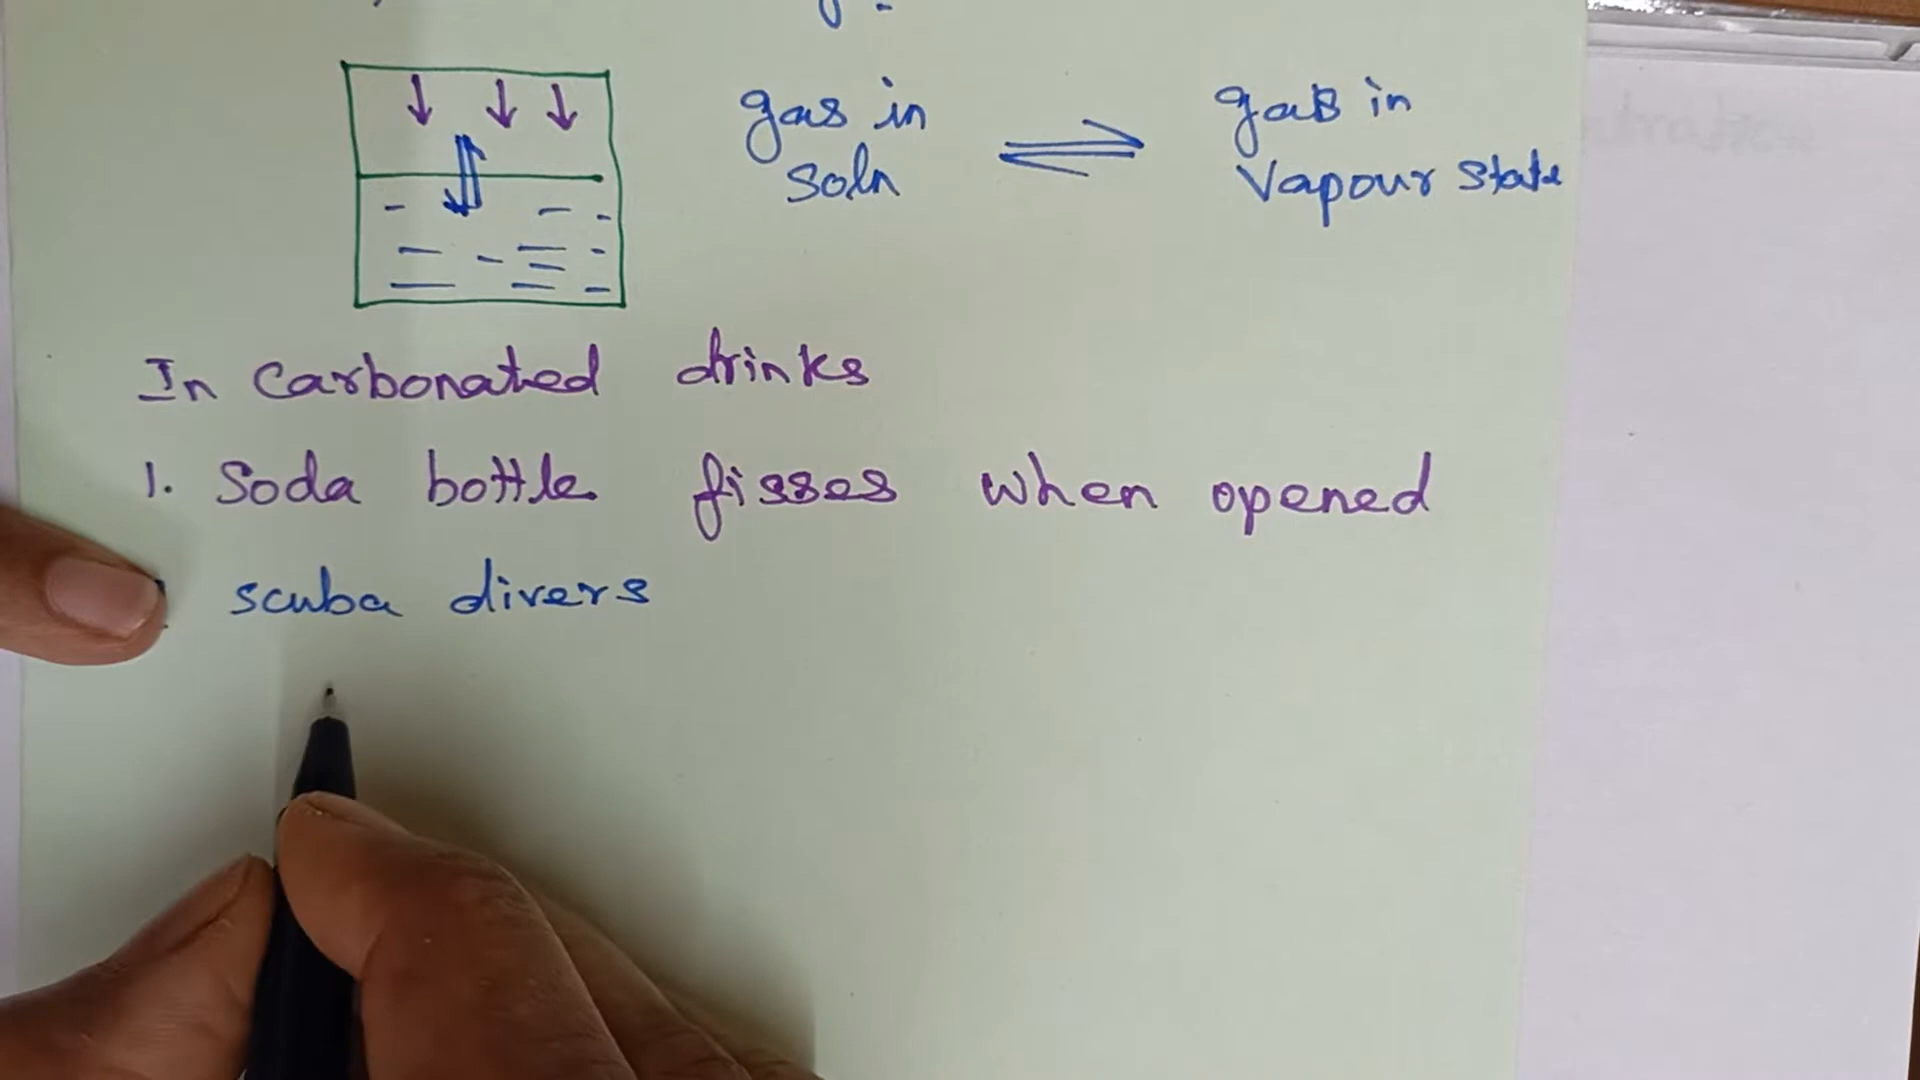 gas in ⇌ gas in
soln Vapour state
In Carbonated drinks
1. Soda bottle fisses when opened
scuba divers